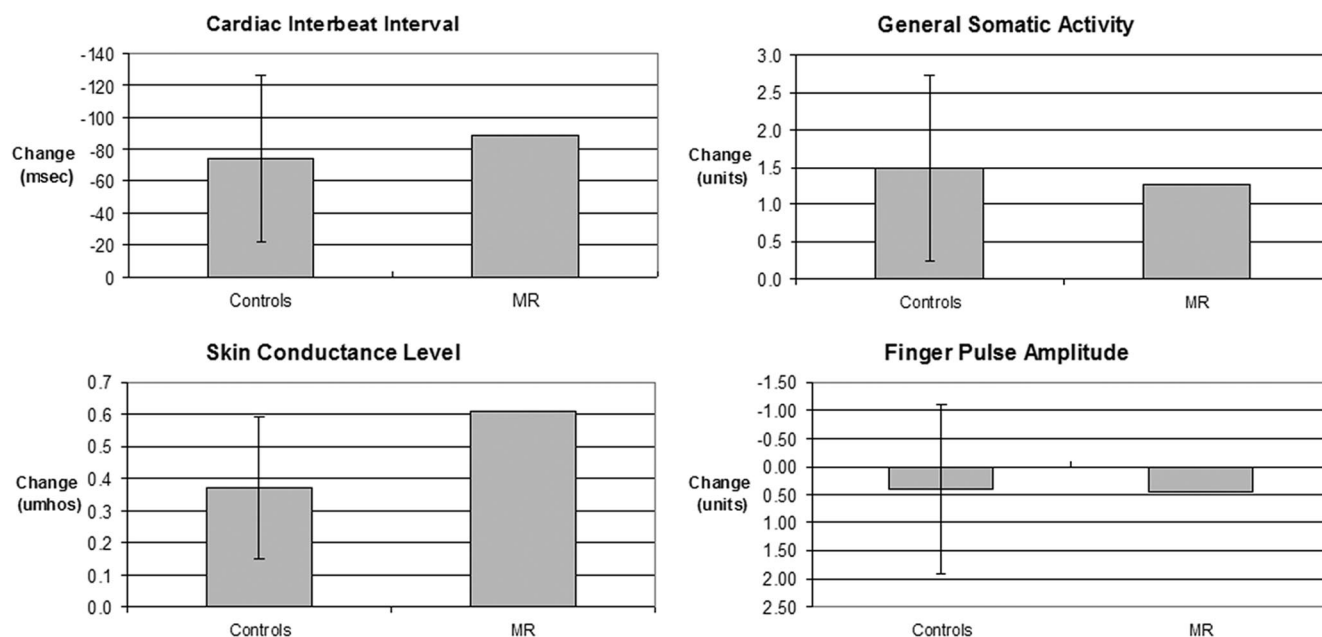 Cardiac Interbeat Interval
-140
-120
-100
-80
-60
-40
-20
0
Change
(msec)
Controls
MR
General Somatic Activity
3.0
2.5
2.0
1.5
1.0
0.5
0.0
Change
(units)
Controls
MR
Skin Conductance Level
0.7
0.6
0.5
0.4
0.3
0.2
0.1
0.0
Change
(umhos)
Controls
MR
Finger Pulse Amplitude
-1.50
-1.00
-0.50
0.00
0.50
1.00
1.50
2.00
2.50
Change
(units)
Controls
MR